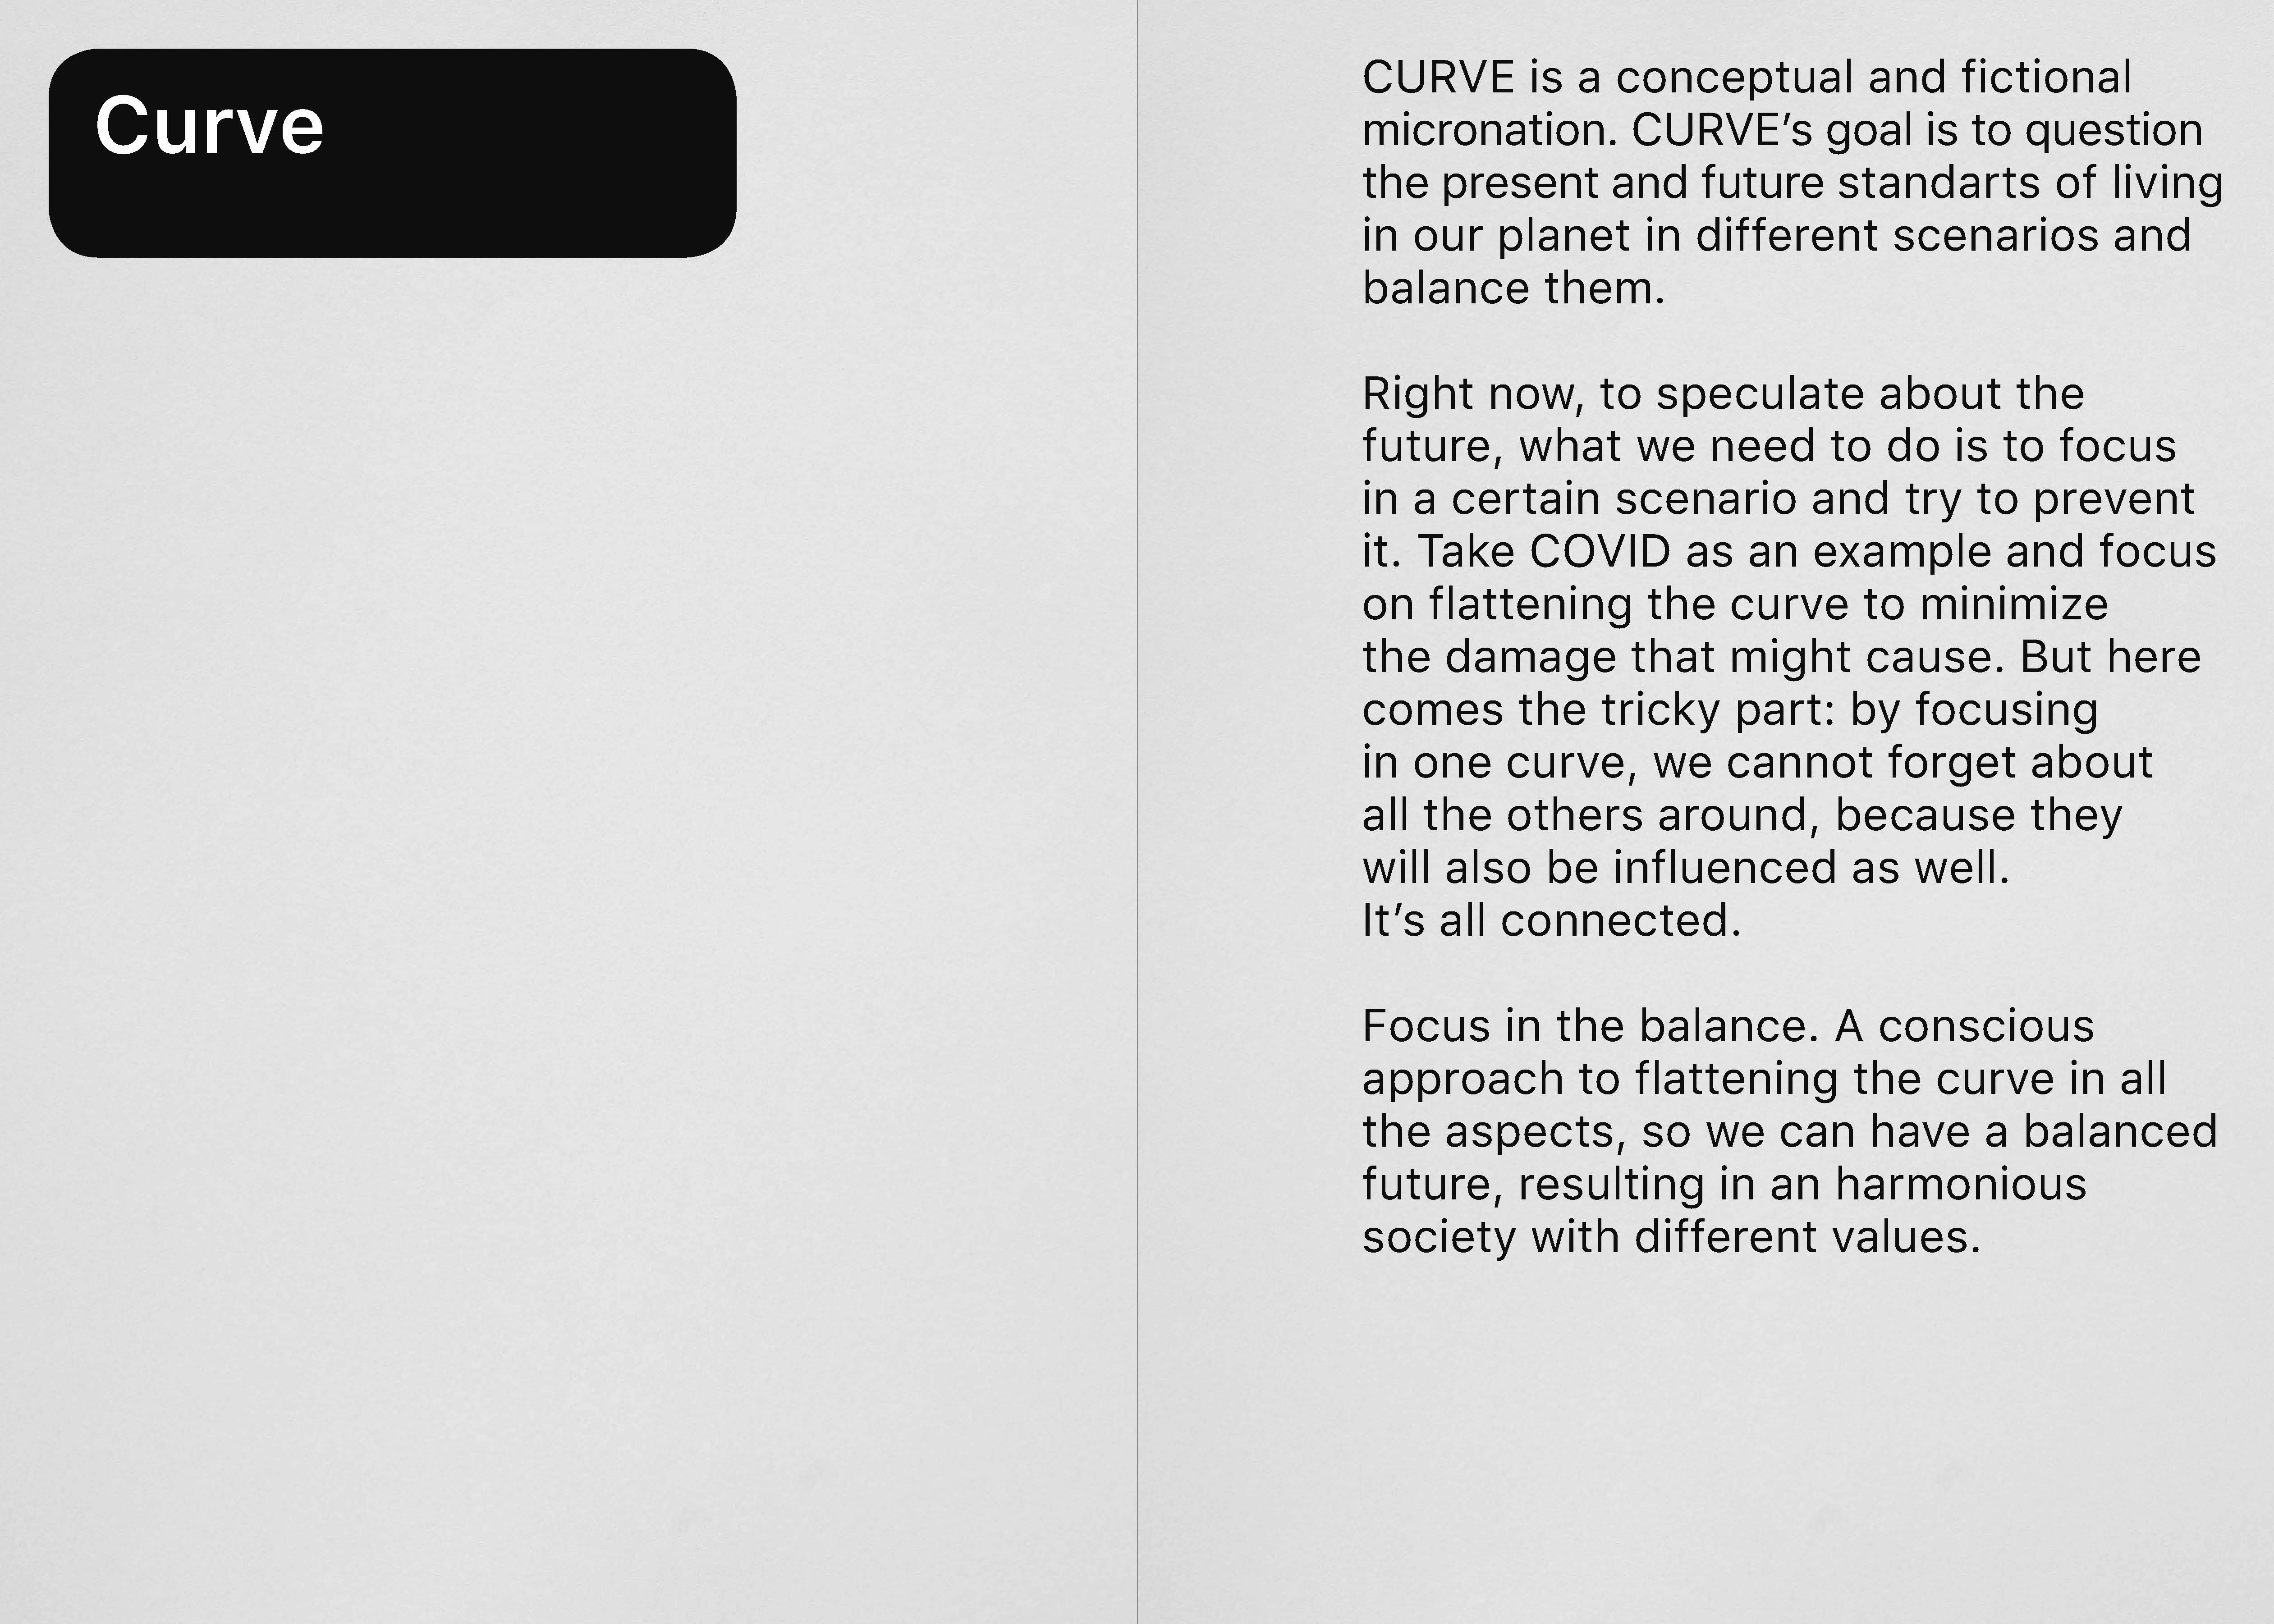 Curve
CURVE is a conceptual and fictional
micronation. CURVE’s goal is to question
the present and future standarts of living
in our planet in different scenarios and
balance them.
Right now, to speculate about the
future, what we need to do is to focus
in a certain scenario and try to prevent
it. Take COVID as an example and focus
on flattening the curve to minimize
the damage that might cause. But here
comes the tricky part: by focusing
in one curve, we cannot forget about
all the others around, because they
will also be influenced as well.
It’s all connected.
Focus in the balance. A conscious
approach to flattening the curve in all
the aspects, so we can have a balanced
future, resulting in an harmonious
society with different values.